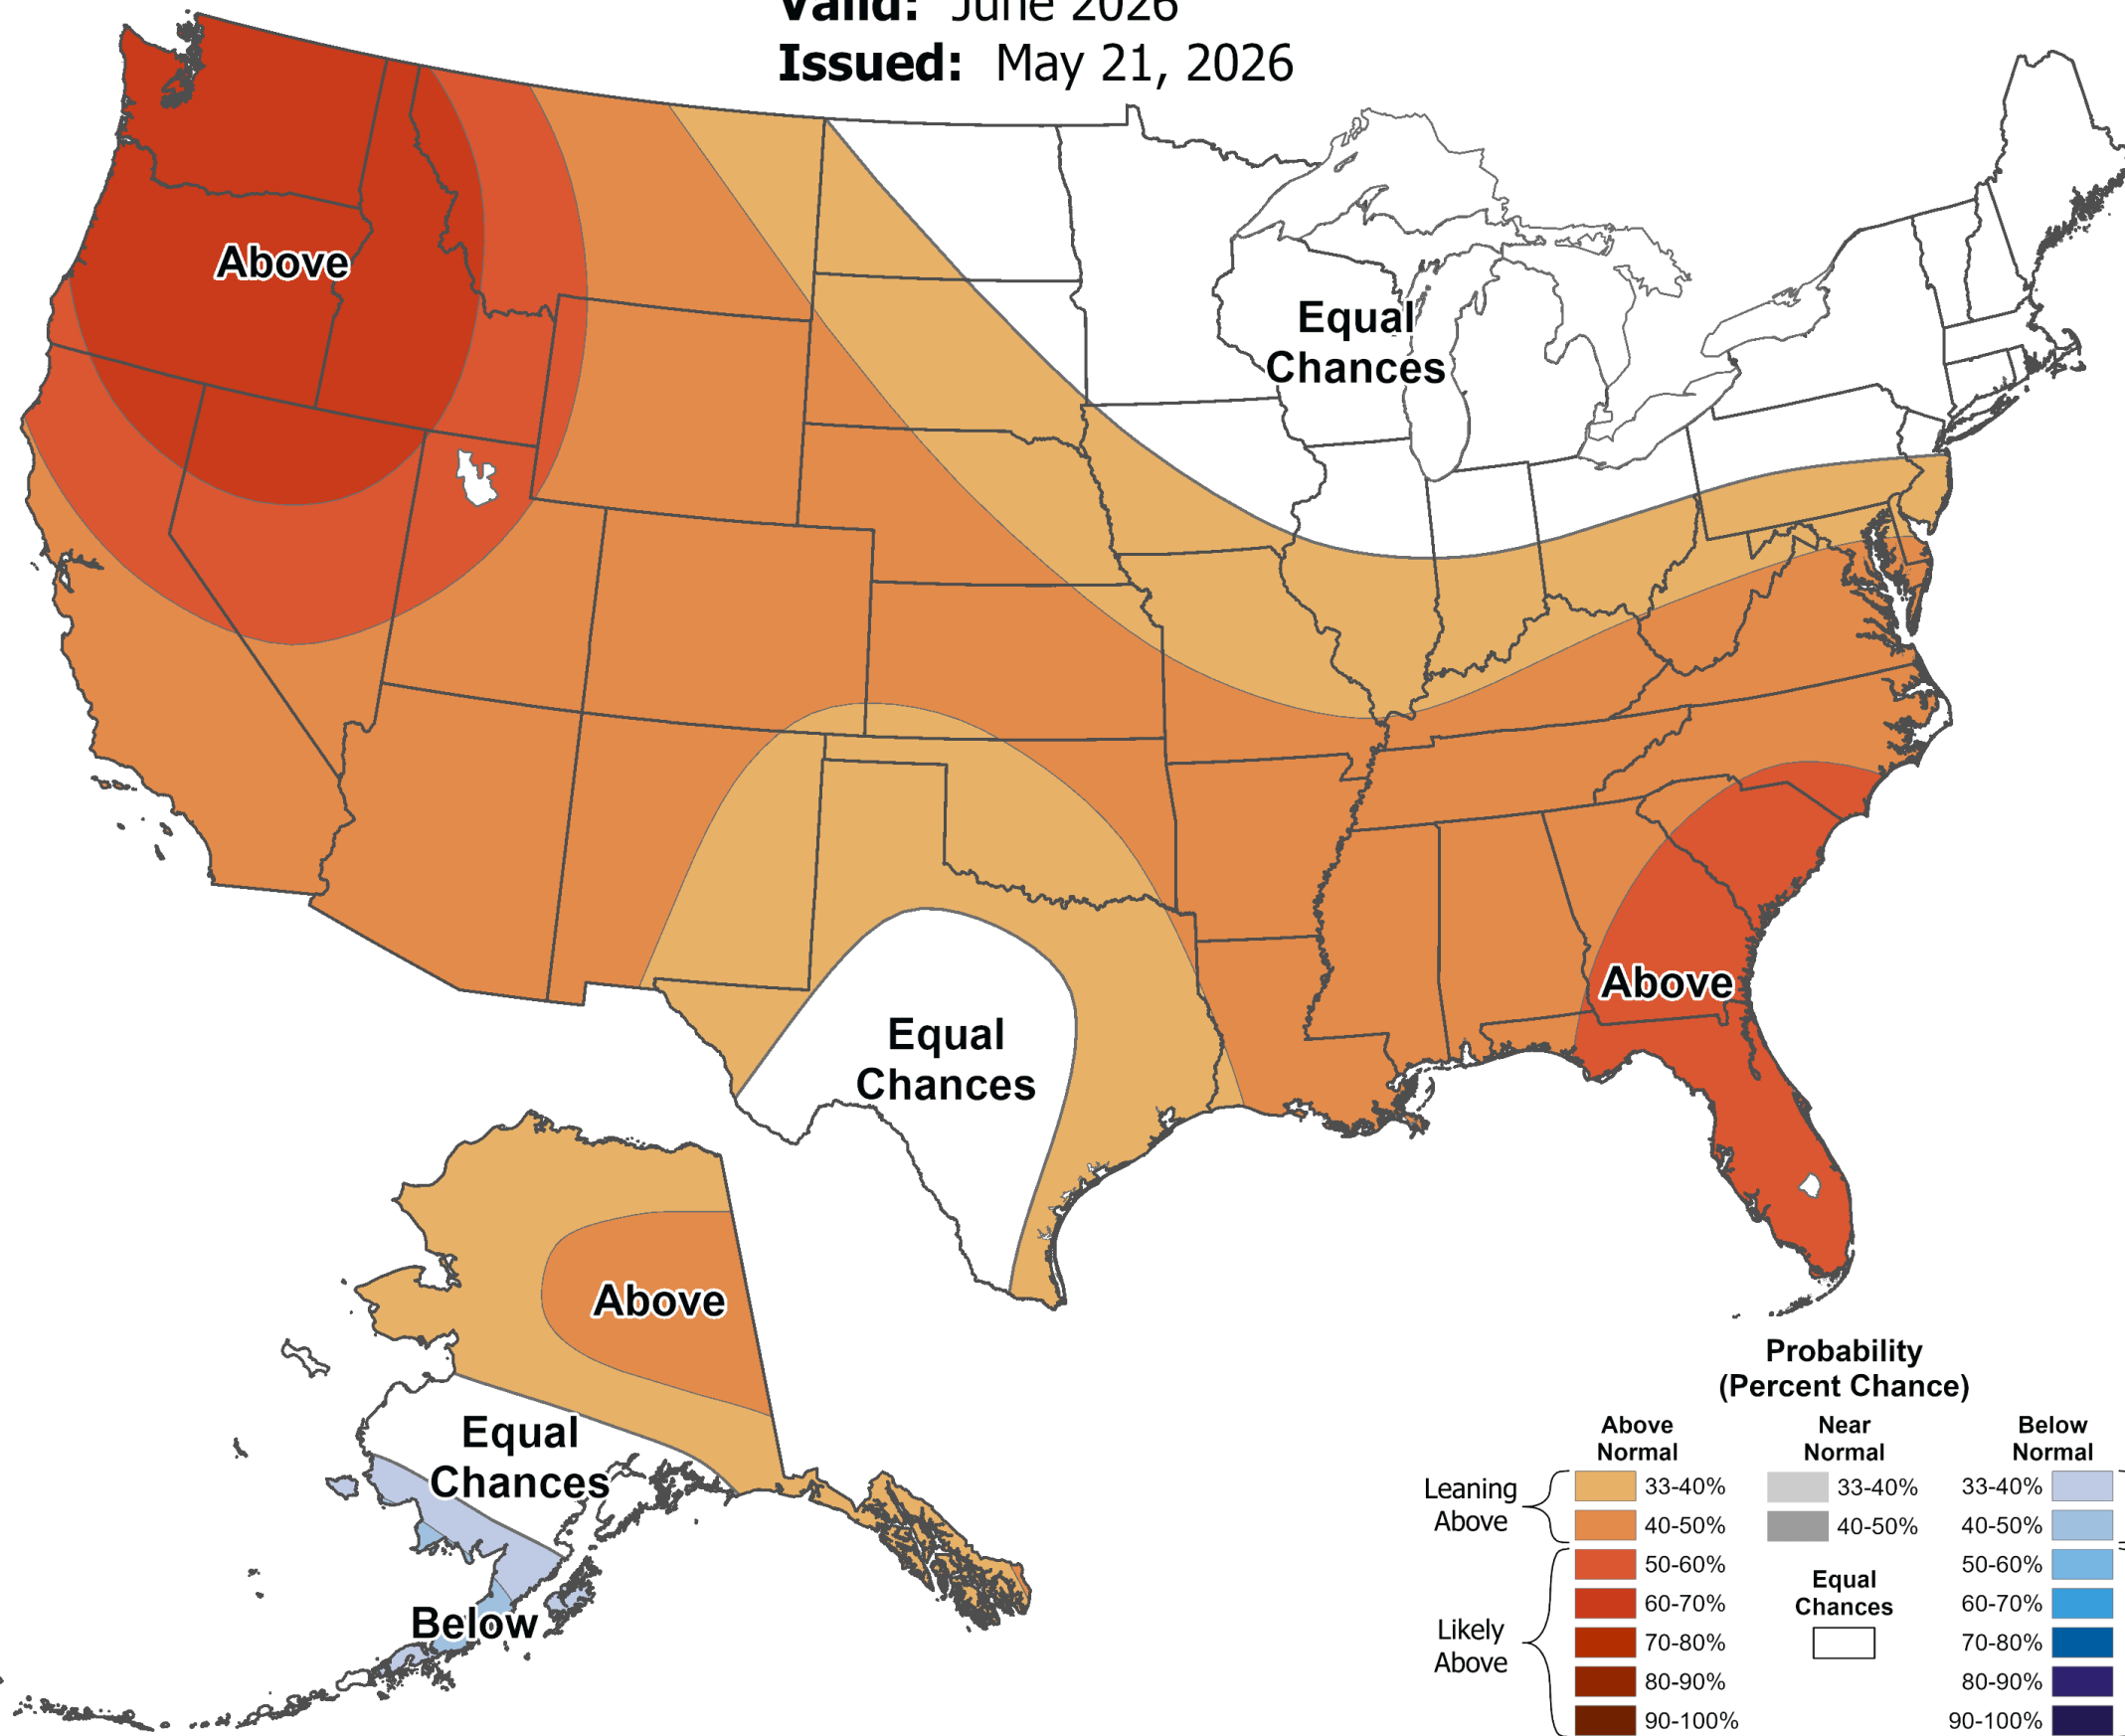 Valid: June 2026
Issued: May 21, 2026
Above
Equal
Chances
Above
Equal
Chances
Above
Equal
Chances
Below
Probability
(Percent Chance)
Above
Normal
Near
Normal
Below
Normal
Leaning
Above
33-40%
33-40%
33-40%
40-50%
40-50%
40-50%
50-60%
Equal
Chances
50-60%
60-70%
60-70%
Likely
Above
70-80%
70-80%
80-90%
80-90%
90-100%
90-100%